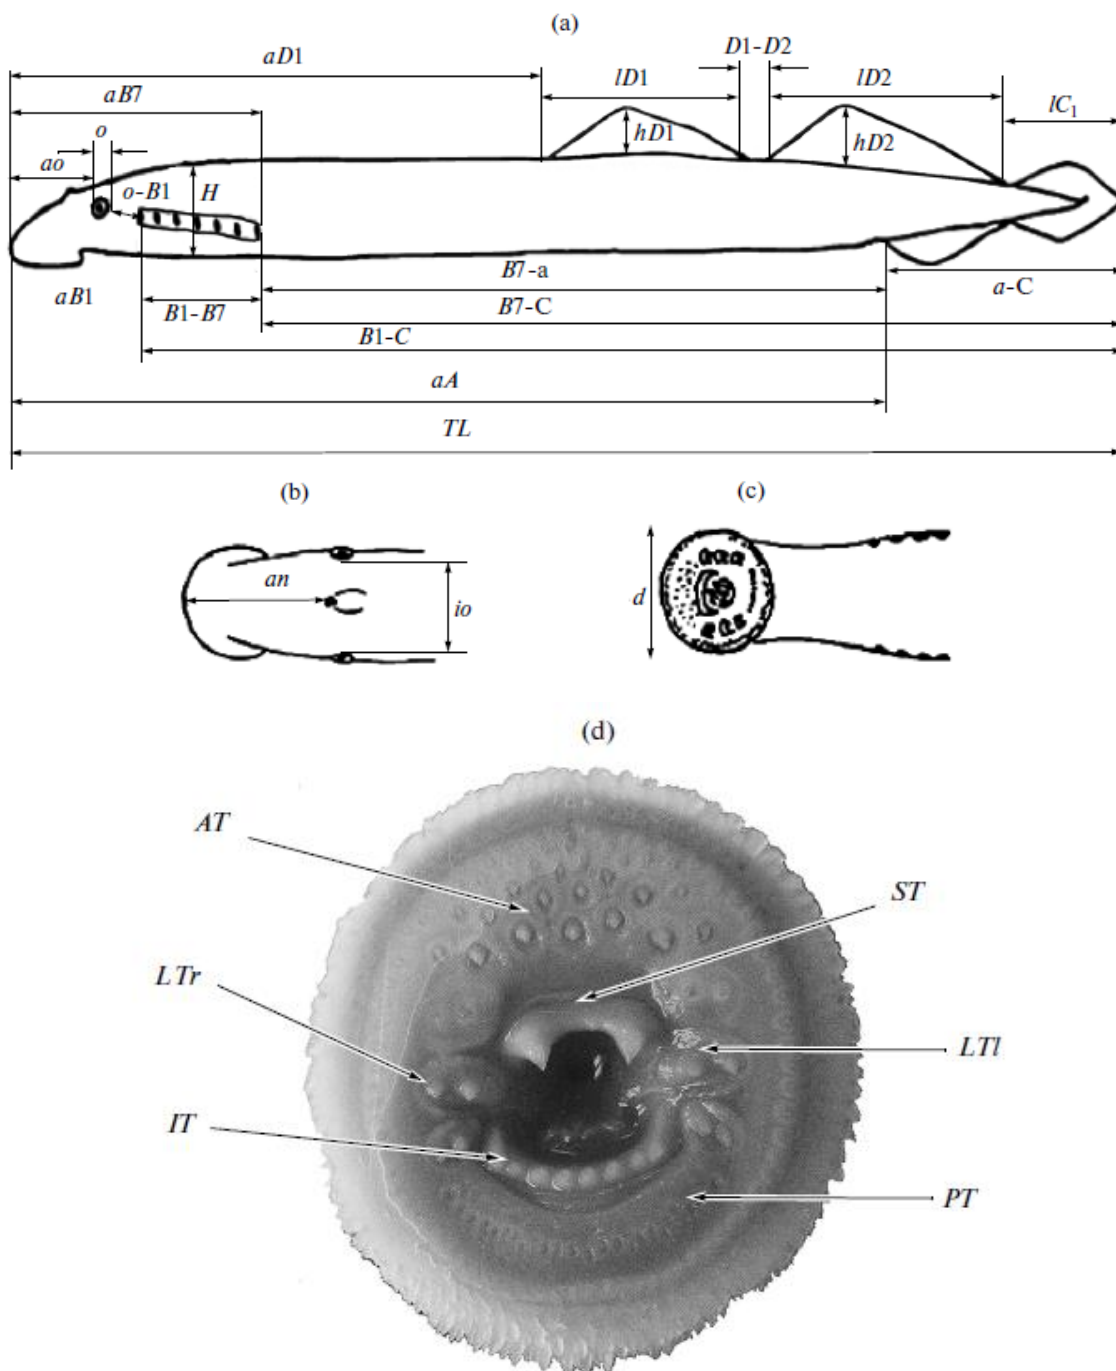 (a)
aD1
D1-D2
lD1
lD2
aB7
lC1
o
hD1
hD2
ao
o-B1
H
aB1
B1-B7
B7-a
a-C
B7-C
B1-C
aA
TL
(b)
(c)
an
io
d
(d)
AT
ST
LTr
LTl
IT
PT